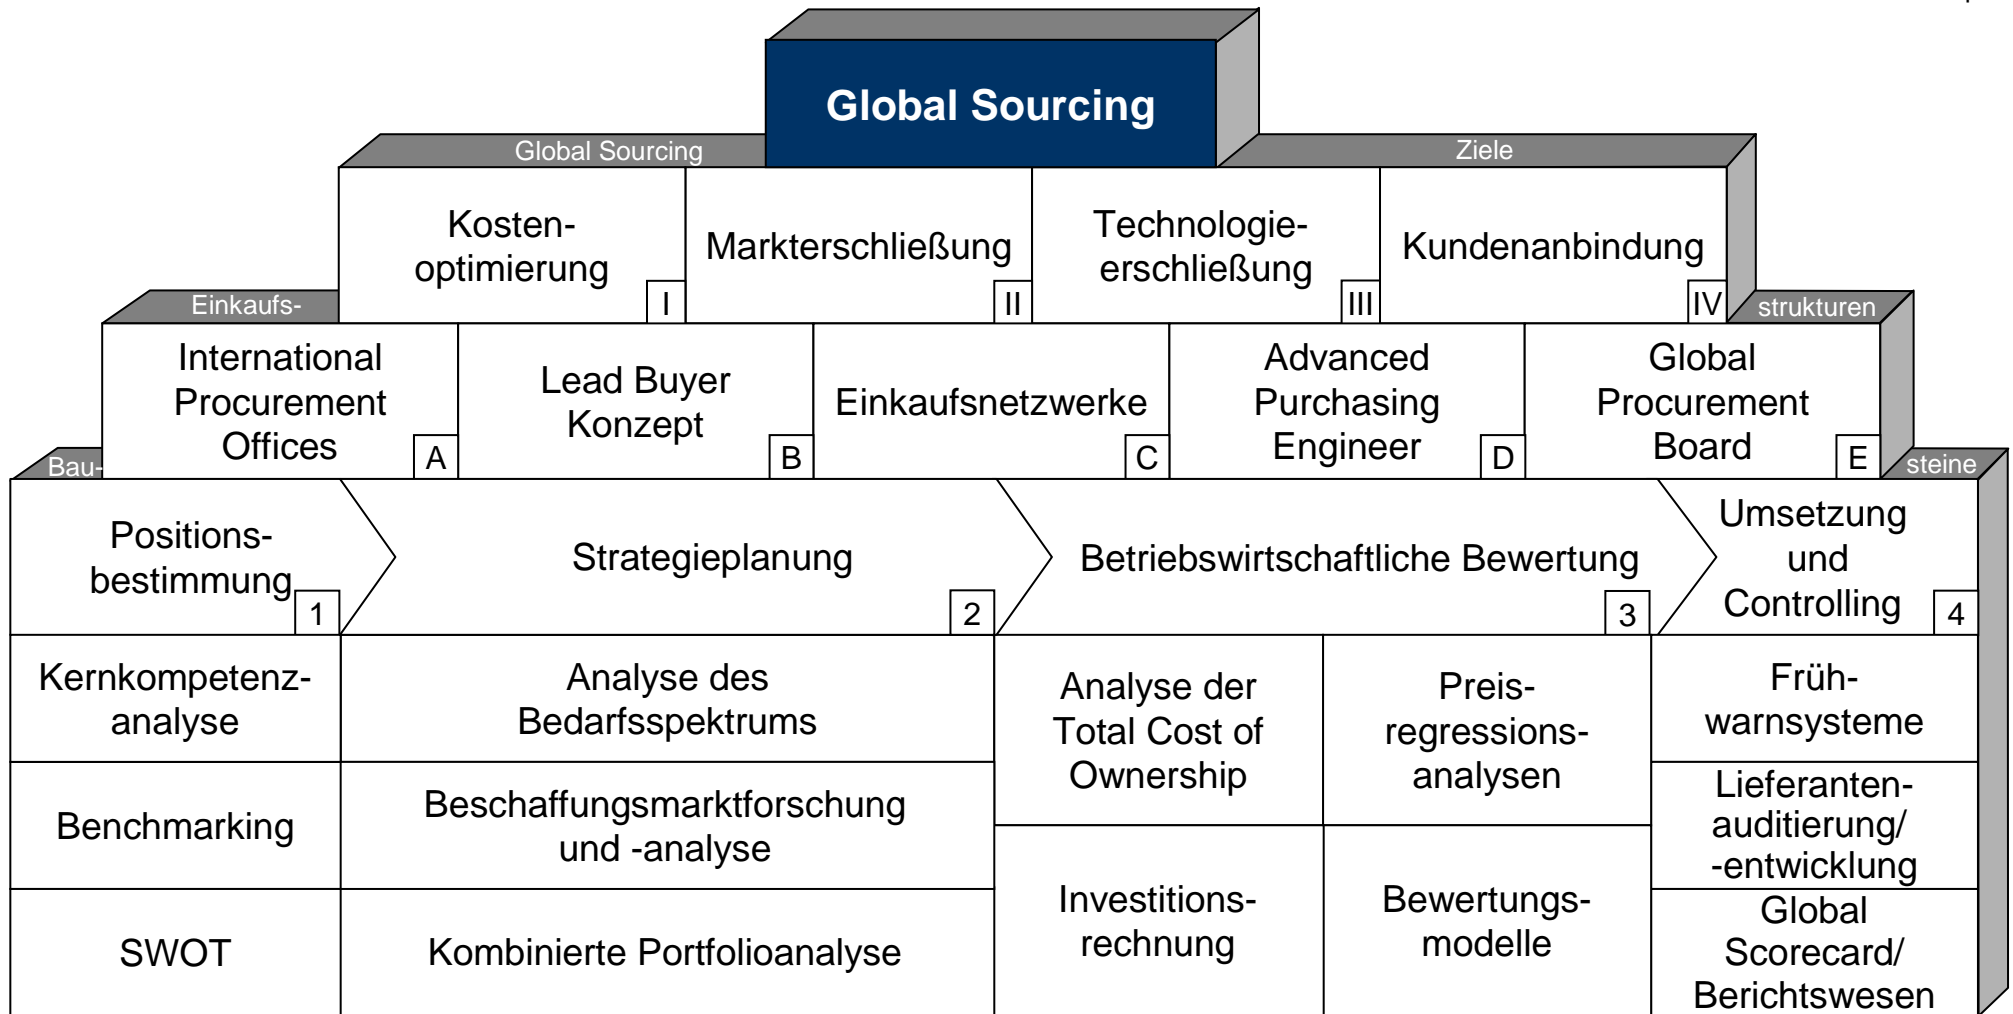 Global Sourcing
Global Sourcing
Ziele
Kosten-
optimierung
I
Markterschließung
II
Technologie-
erschließung
III
Kundenanbindung
IV
Einkaufs-
strukturen
International
Procurement
Offices
A
Lead Buyer
Konzept
B
Einkaufsnetzwerke
C
Advanced
Purchasing
Engineer
D
Global
Procurement
Board
E
Bau-
steine
Positions-
bestimmung
1
Strategieplanung
2
Betriebswirtschaftliche Bewertung
3
Umsetzung
und
Controlling
4
Kernkompetenz-
analyse
Benchmarking
SWOT
Analyse des
Bedarfsspektrums
Beschaffungsmarktforschung
und -analyse
Kombinierte Portfolioanalyse
Analyse der
Total Cost of
Ownership
Preis-
regressions-
analysen
Investitions-
rechnung
Bewertungs-
modelle
Früh-
warnsysteme
Lieferanten-
auditierung/
-entwicklung
Global
Scorecard/
Berichtswesen